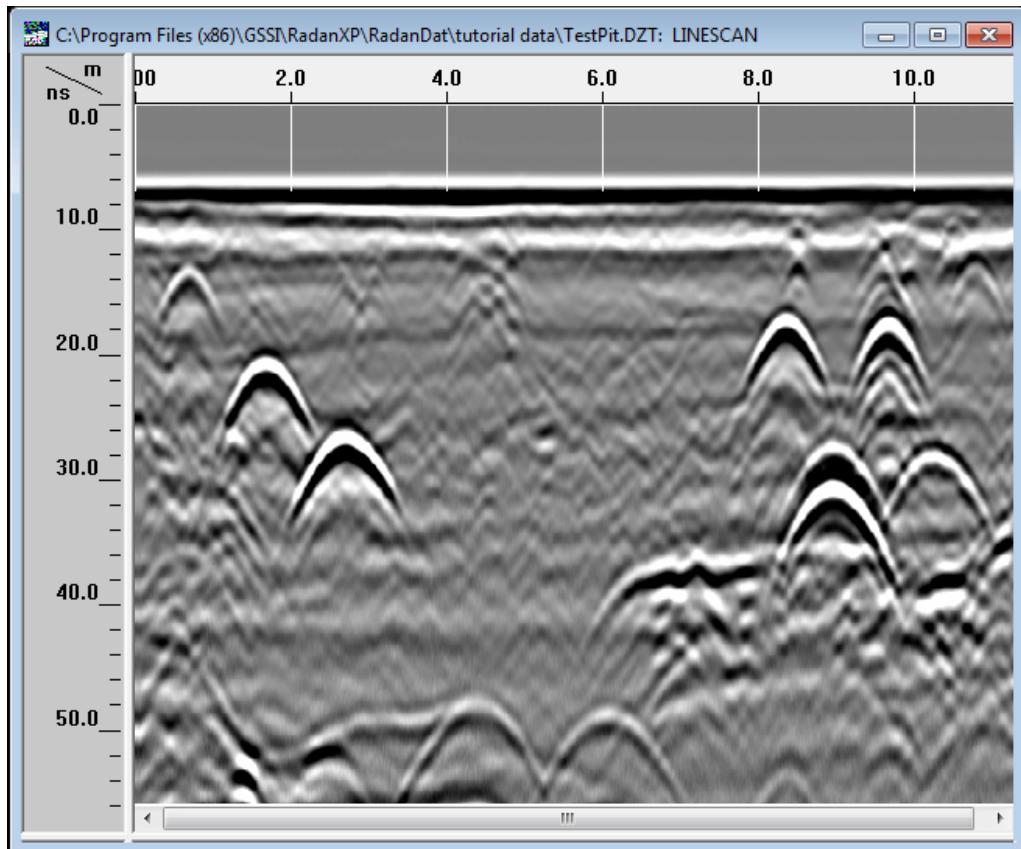 C:\Program Files (x86)\GSSI\RadanXP\RadanDat\tutorial data\TestPit.DZT: LINESCAN
m
ns
00 2.0 4.0 6.0 8.0 10.0
0.0
10.0
20.0
30.0
40.0
50.0